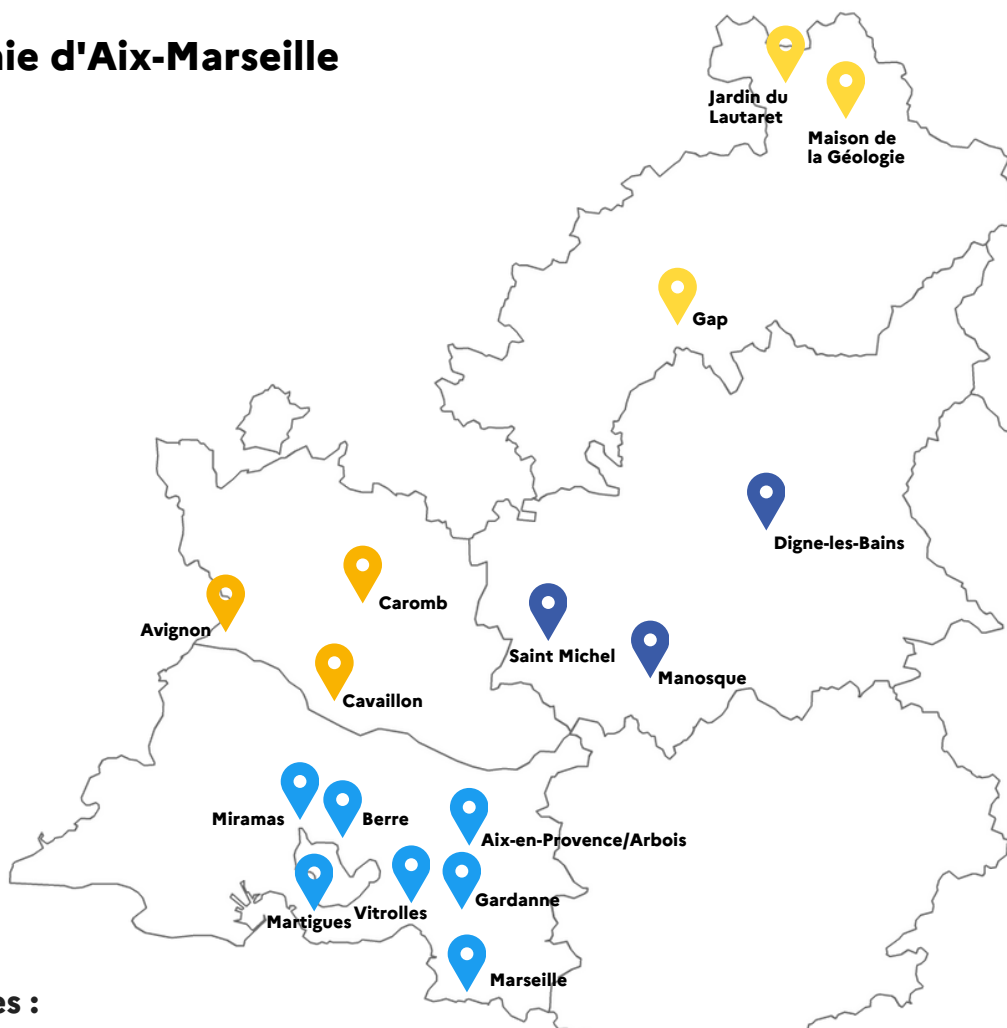 nie d'Aix-Marseille
Jardin du
Lautaret
Maison de
la Géologie
Gap
Digne-les-Bains
Caromb
Avignon
Saint Michel
Manosque
Cavaillon
Miramas
Berre
Aix-en-Provence/Arbois
Gardanne
Vitrolles
Martigues
Marseille
es :